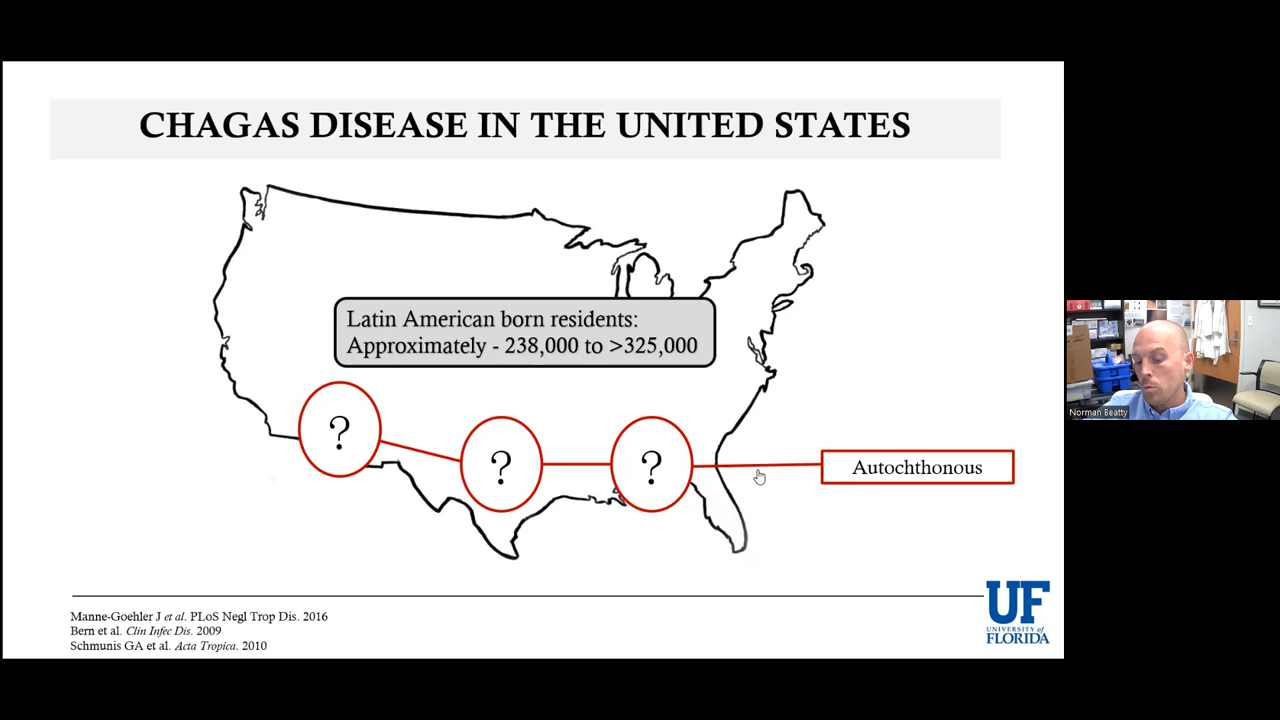 CHAGAS DISEASE IN THE UNITED STATES
Latin American born residents:
Approximately - 238,000 to >325,000
?
?
?
Autochthonous
Manne-Goehler J et al. PLoS Negl Trop Dis. 2016
Bern et al. Clin Infec Dis. 2009
Schmunis GA et al. Acta Tropica. 2010
UF
UNIVERSITY of
FLORIDA
Norman Beatty